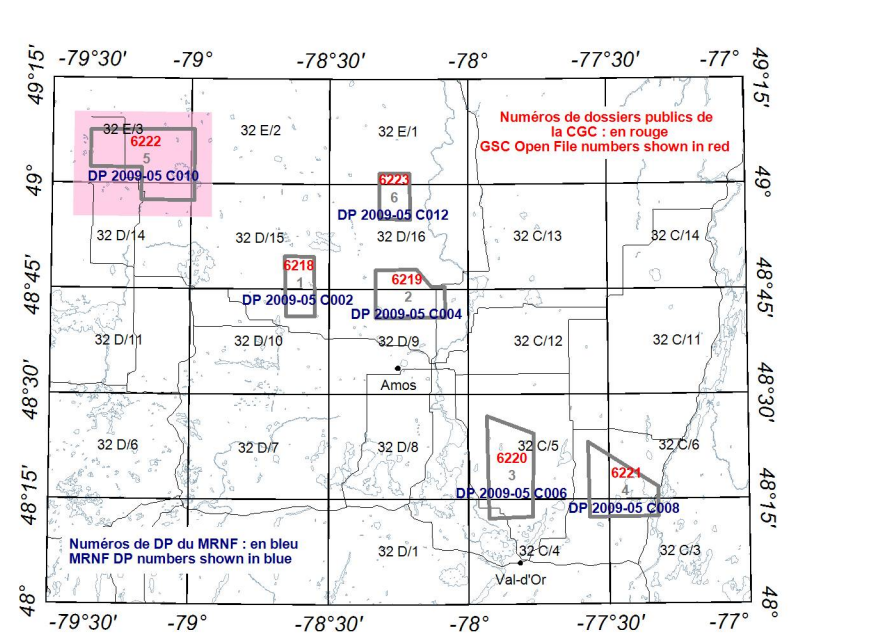 -79°30' -79° -78°30' -78° -77°30' -77°
49°15' 49°15'
Numéros de dossiers publics de
la CGC : en rouge
GSC Open File numbers shown in red
32 E/3 32 E/2 32 E/1
6222
5
DP 2009-05 C010
49° 49°
6223
6
DP 2009-05 C012
32 D/14 32 D/15 32 D/16 32 C/13 32 C/14
6218
1
DP 2009-05 C002
6219
2
DP 2009-05 C004
48°45' 48°45'
32 D/11 32 D/10 32 D/9 32 C/12 32 C/11
Amos
48°30' 48°30'
32 D/6 32 D/7 32 D/8 32 C/5 32 C/6
6220
3
DP 2009-05 C006
6221
4
DP 2009-05 C008
48°15' 48°15'
Numéros de DP du MRNF : en bleu
MRNF DP numbers shown in blue
32 D/1 32 C/4 32 C/3
Val-d'Or
48° 48°
-79°30' -79° -78°30' -78° -77°30' -77°